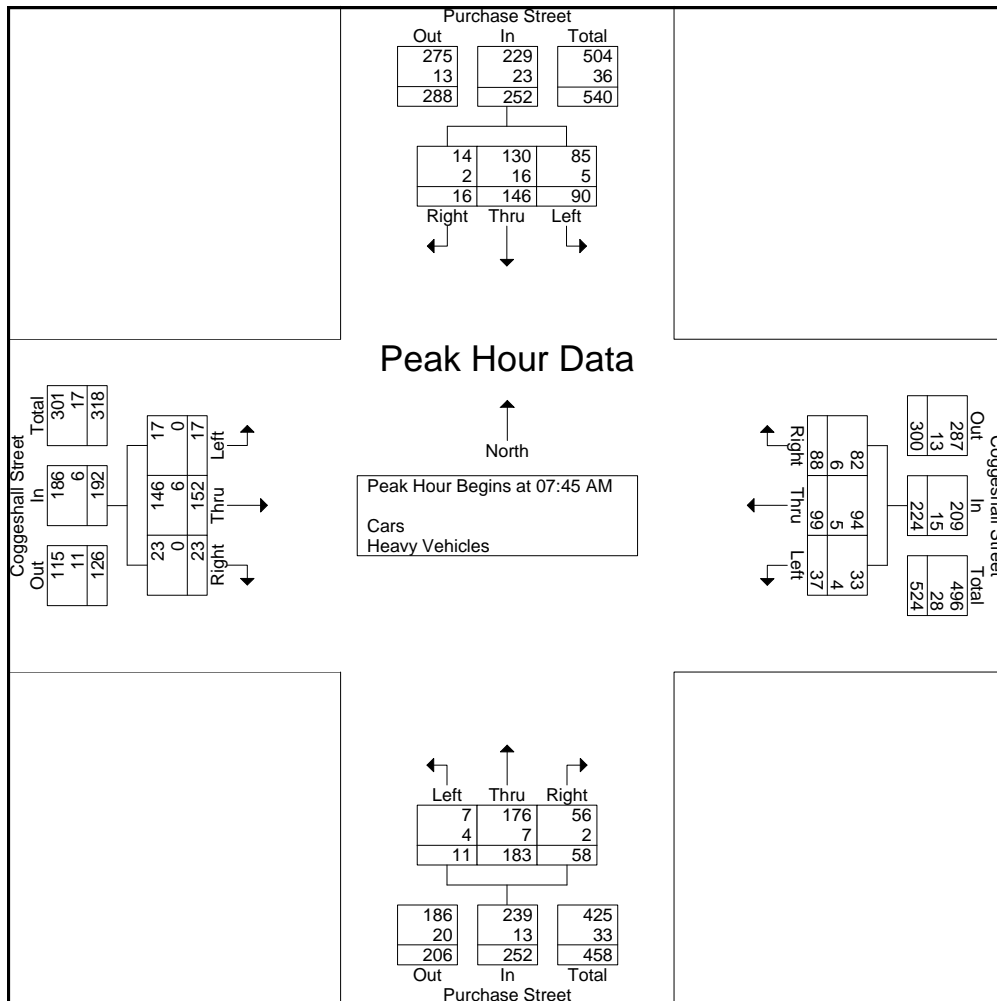 Purchase Street
Out In Total
275 229 504
13 23 36
288 252 540
14 130 85
2 16 5
16 146 90
Right Thru Left
Peak Hour Data
North
Peak Hour Begins at 07:45 AM
Cars
Heavy Vehicles
Coggeshall Street
Out In Total
115 186 301
11 6 17
126 192 318
17 146 23
0 6 0
17 152 23
Left Thru Right
Coggeshall Street
Out In Total
287 209 496
13 15 28
300 224 524
Right Thru Left
82 94 33
6 5 4
88 99 37
Left Thru Right
7 176 56
4 7 2
11 183 58
186 239 425
20 13 33
206 252 458
Out In Total
Purchase Street